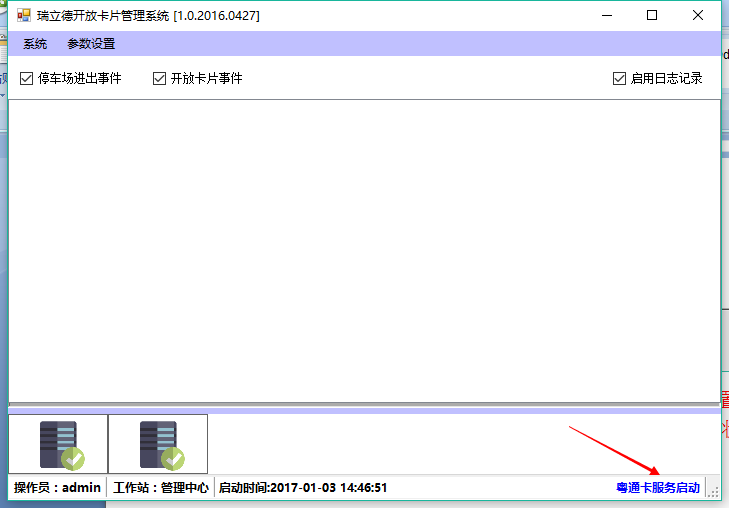 瑞立德开放卡片管理系统 [1.0.2016.0427]
系统 参数设置
停车场进出事件 开放卡片事件 启用日志记录
操作员：admin 工作站：管理中心 启动时间:2017-01-03 14:46:51 粤通卡服务启动